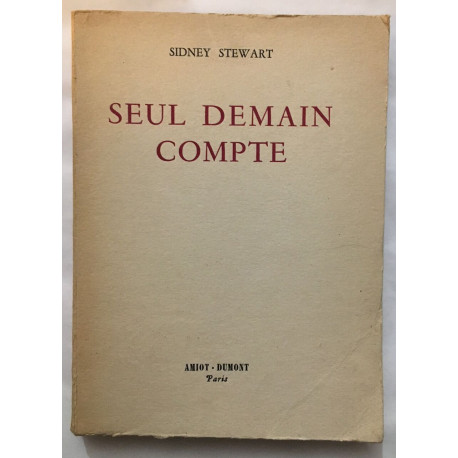 SIDNEY STEWART
SEUL DEMAIN
COMPTE
AMIOT - DUMONT
Paris